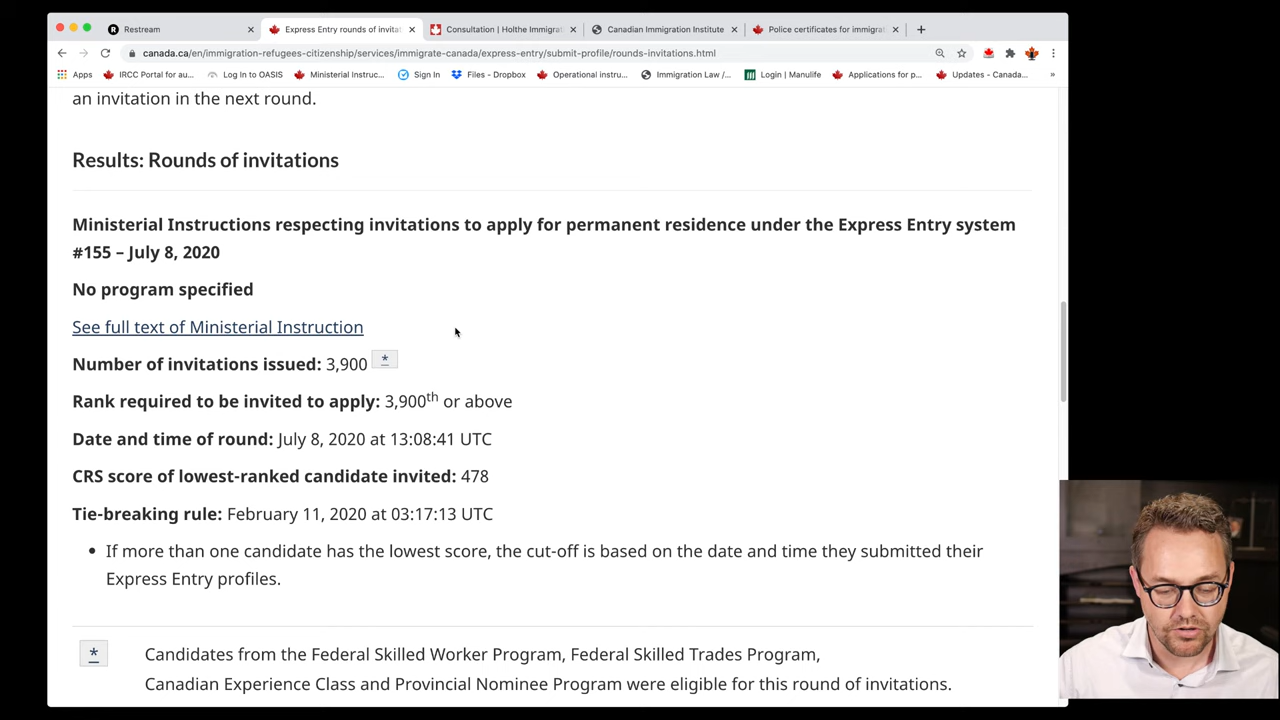 Restream
Express Entry rounds of invitat
Consultation | Holthe Immigrat
Canadian Immigration Institute
Police certificates for immigrat
canada.ca/en/immigration-refugees-citizenship/services/immigrate-canada/express-entry/submit-profile/rounds-invitations.html
Apps
IRCC Portal for au...
Log In to OASIS
Ministerial Instruc...
Sign In
Files - Dropbox
Operational instru...
Immigration Law /...
Login | Manulife
Applications for p...
Updates - Canada...
»
an invitation in the next round.
Results: Rounds of invitations
Ministerial Instructions respecting invitations to apply for permanent residence under the Express Entry system
#155 – July 8, 2020
No program specified
See full text of Ministerial Instruction
Number of invitations issued: 3,900 *
Rank required to be invited to apply: 3,900th or above
Date and time of round: July 8, 2020 at 13:08:41 UTC
CRS score of lowest-ranked candidate invited: 478
Tie-breaking rule: February 11, 2020 at 03:17:13 UTC
• If more than one candidate has the lowest score, the cut-off is based on the date and time they submitted their
Express Entry profiles.
* Candidates from the Federal Skilled Worker Program, Federal Skilled Trades Program,
Canadian Experience Class and Provincial Nominee Program were eligible for this round of invitations.